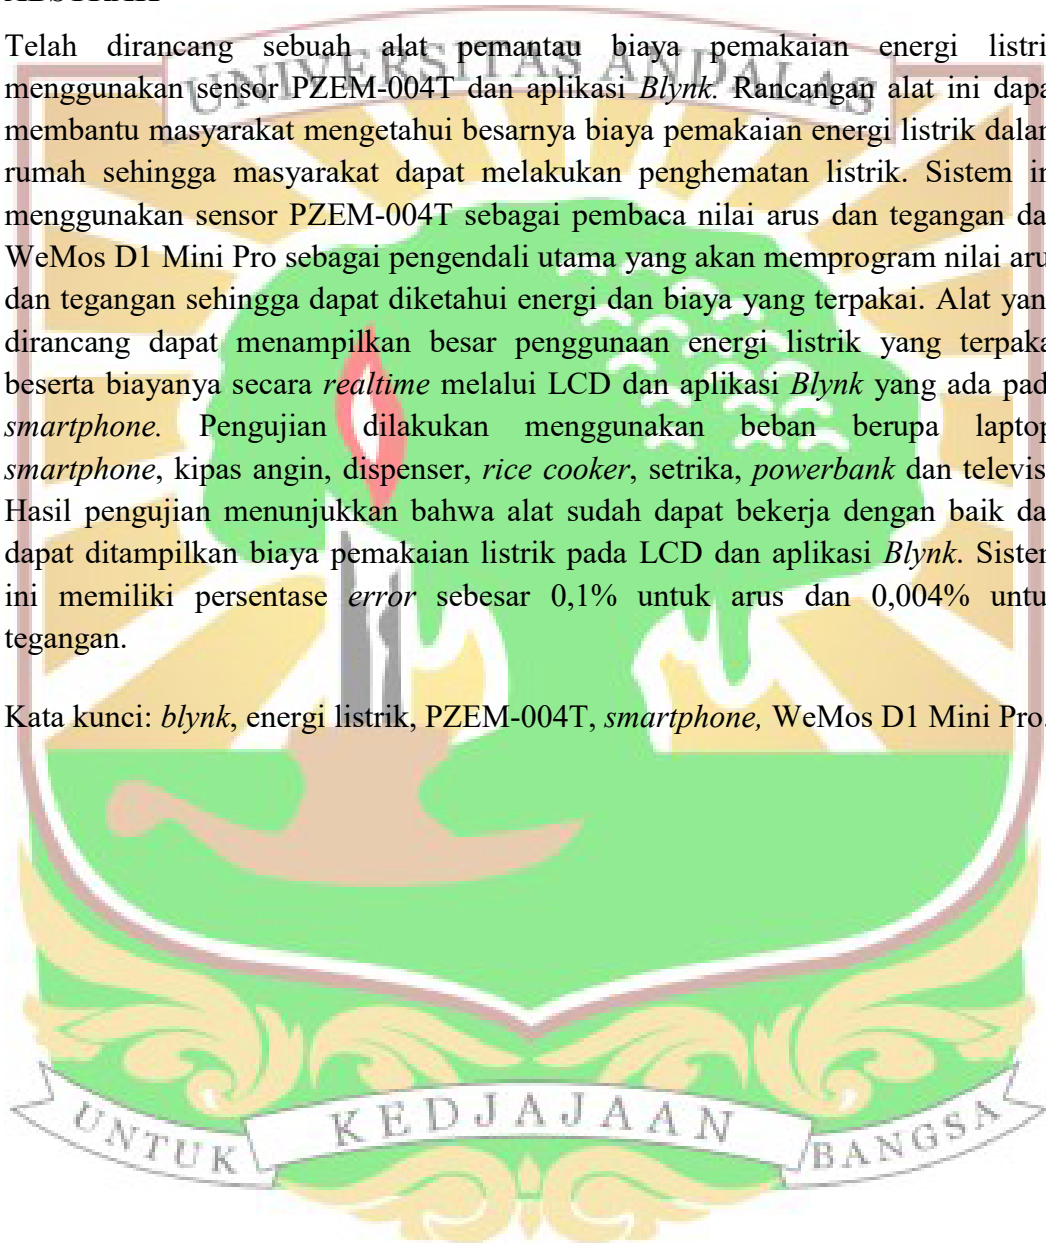 ABSTRAK
Telah dirancang sebuah alat pemantau biaya pemakaian energi listri
menggunakan sensor PZEM-004T dan aplikasi Blynk. Rancangan alat ini dapa
membantu masyarakat mengetahui besarnya biaya pemakaian energi listrik dalam
rumah sehingga masyarakat dapat melakukan penghematan listrik. Sistem in
menggunakan sensor PZEM-004T sebagai pembaca nilai arus dan tegangan da
WeMos D1 Mini Pro sebagai pengendali utama yang akan memprogram nilai aru
dan tegangan sehingga dapat diketahui energi dan biaya yang terpakai. Alat yan
dirancang dapat menampilkan besar penggunaan energi listrik yang terpaka
beserta biayanya secara realtime melalui LCD dan aplikasi Blynk yang ada pad
smartphone. Pengujian dilakukan menggunakan beban berupa laptop
smartphone, kipas angin, dispenser, rice cooker, setrika, powerbank dan televis
Hasil pengujian menunjukkan bahwa alat sudah dapat bekerja dengan baik da
dapat ditampilkan biaya pemakaian listrik pada LCD dan aplikasi Blynk. Sistem
ini memiliki persentase error sebesar 0,1% untuk arus dan 0,004% untu
tegangan.
Kata kunci: blynk, energi listrik, PZEM-004T, smartphone, WeMos D1 Mini Pro.
UNIVERSITAS ANDALAS
UNTUK KEDJAJAAN BANGSA